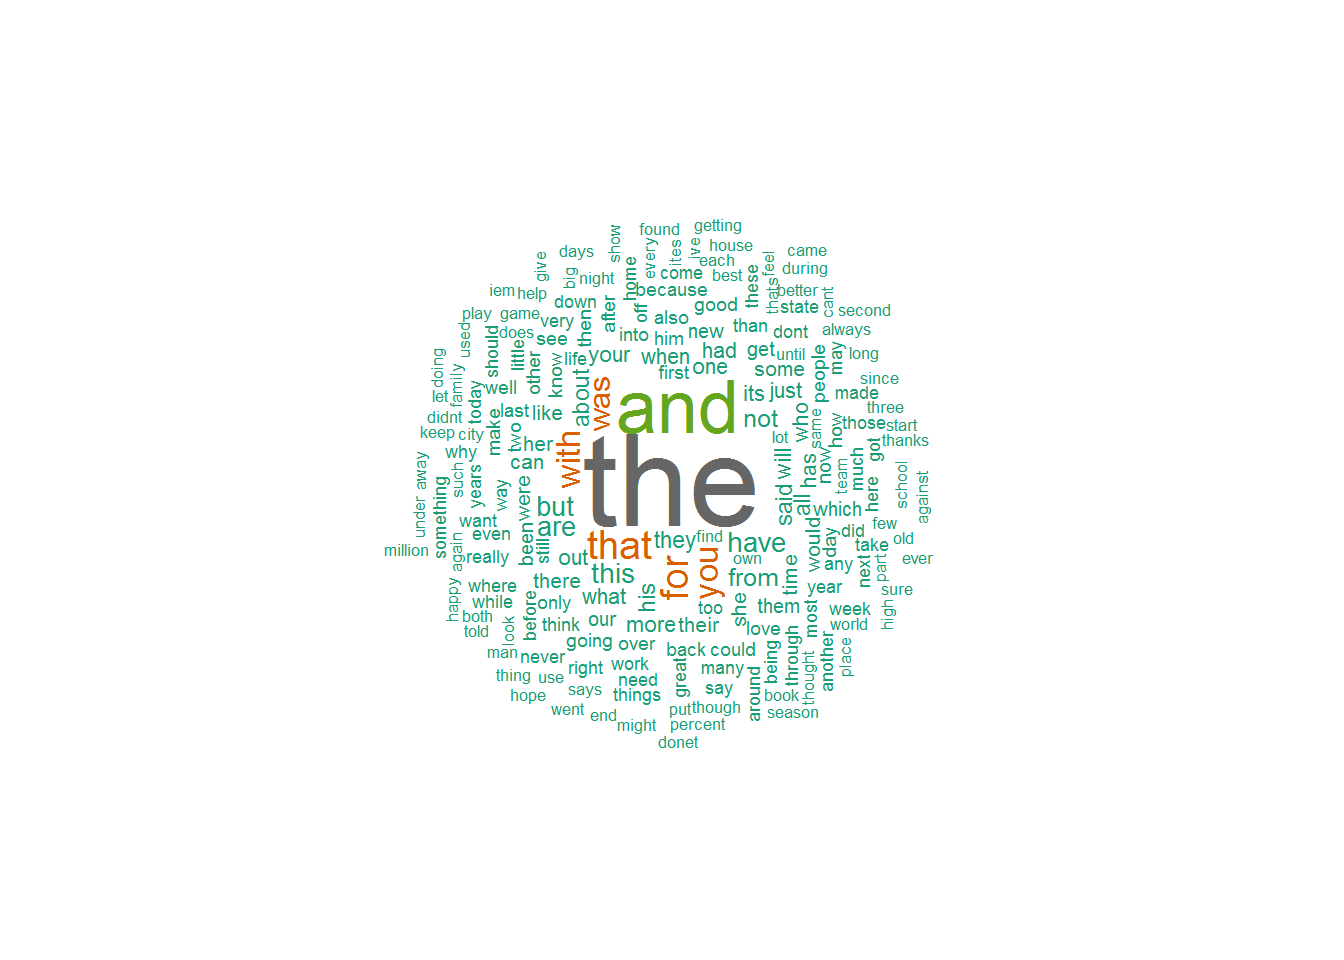 getting
found
show
every
ites
ive
house
came
days
give
each
feel
during
big
night
home
come
best
these
thats
better
cant
iem
help
because
down
after
off
good
state
second
play
game
very
then
also
new
than
dont
always
used
should
does
see
into
him
little
life
your
when
had
get
until
people
may
long
doing
family
well
other
know
first
one
some
since
let
today
about
was
and
its
just
made
three
didnt
last
like
not
who
same
how
those
start
keep
city
make
two
her
with
the
lot
will
now
got
thanks
why
can
has
team
much
under
away
such
years
way
were
said
all
here
school
against
something
but
which
want
even
are
that
they
find
have
would
did
few
million
again
really
been
still
out
own
day
take
old
ever
where
there
this
for
you
from
time
any
next
part
happy
while
only
what
his
too
she
them
year
sure
both
before
our
most
week
high
told
look
think
more
their
love
world
man
never
going
over
back
could
being
through
another
place
thing
use
right
work
great
many
thought
hope
says
need
things
say
around
book
went
end
might
put
though
season
percent
donet